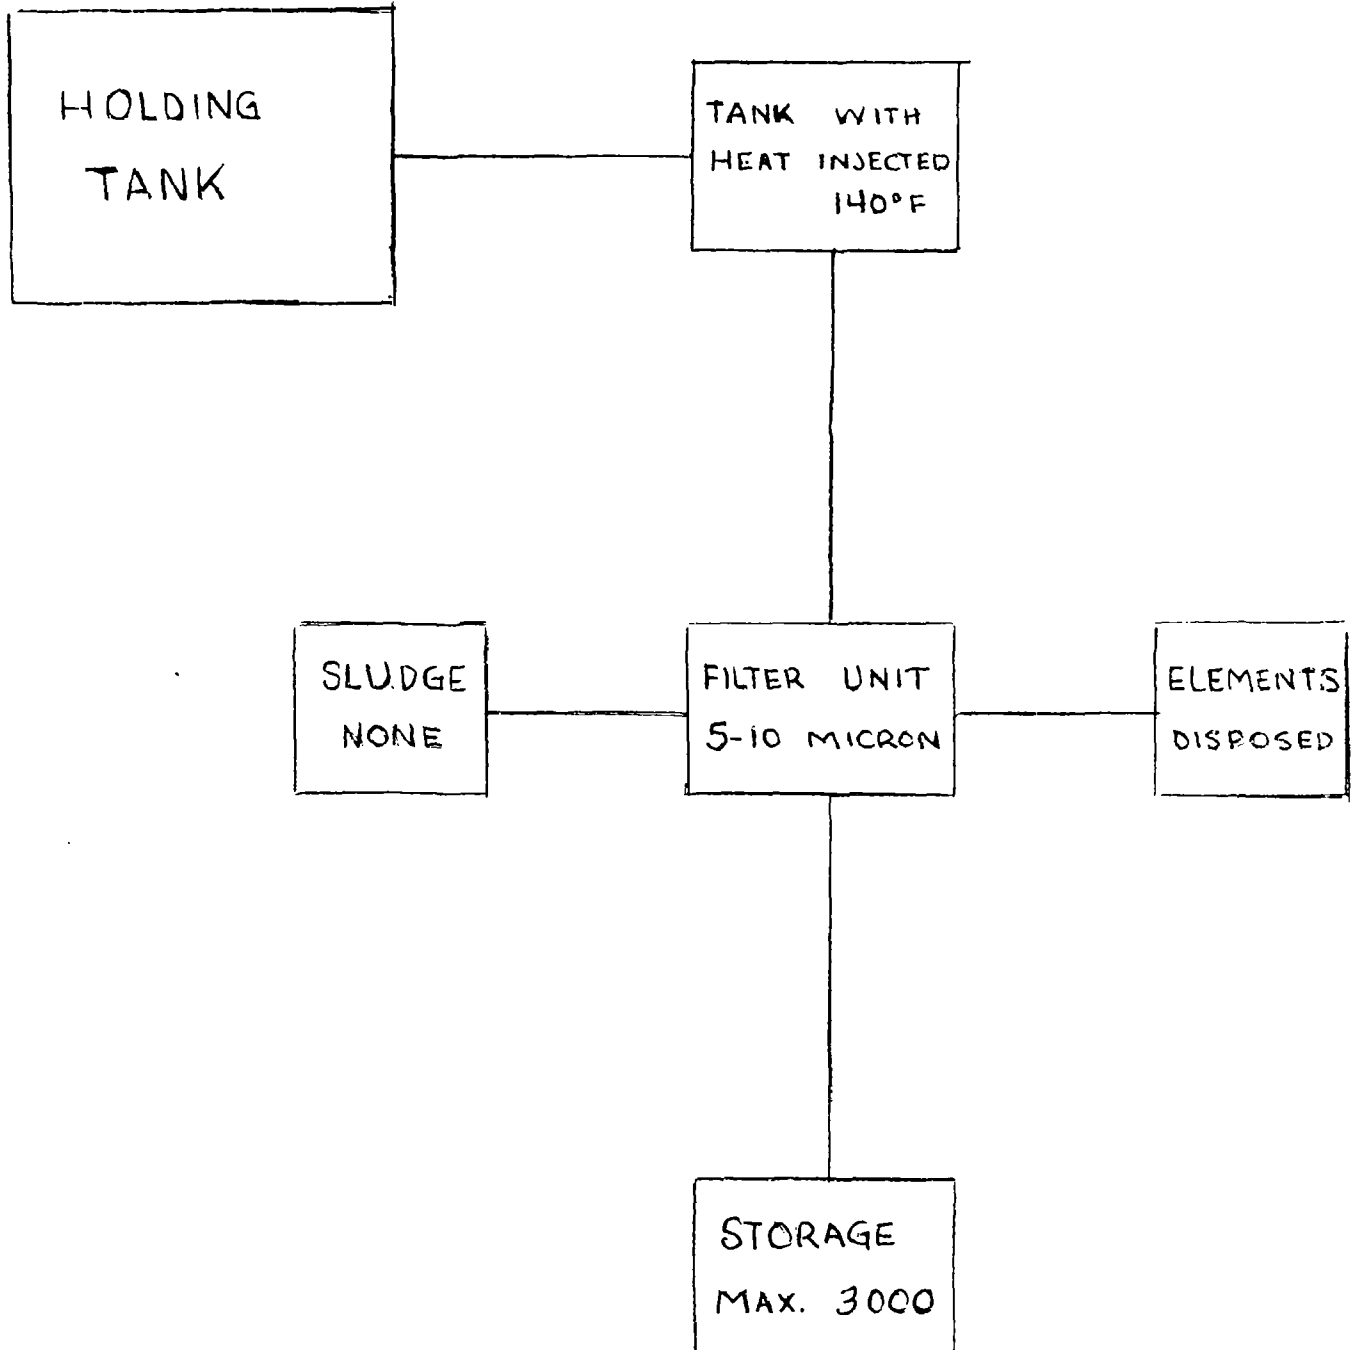 HOLDING
TANK
TANK WITH
HEAT INJECTED
140°F
SLUDGE
NONE
FILTER UNIT
5-10 MICRON
ELEMENTS
DISPOSED
STORAGE
MAX. 3000